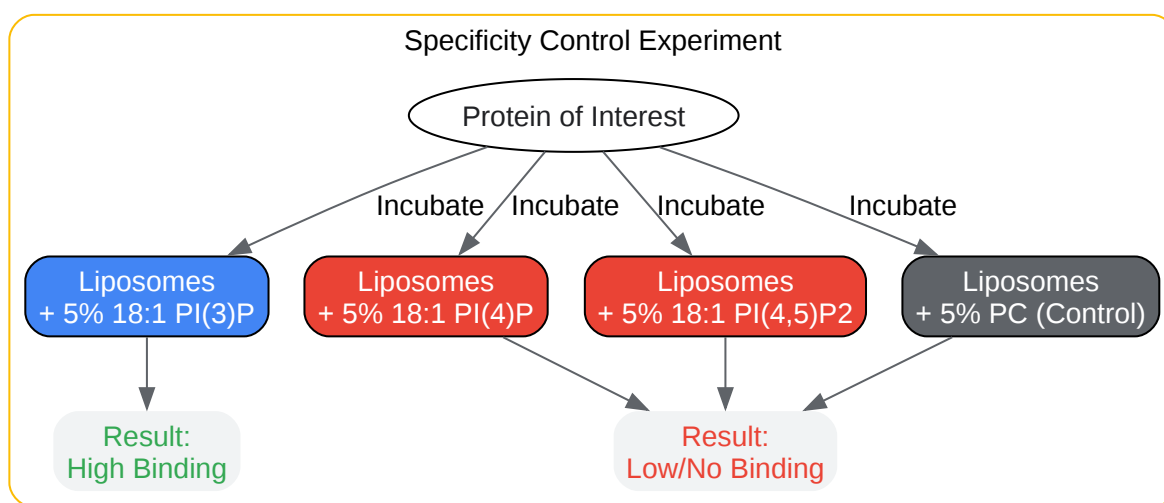 Specificity Control Experiment
Protein of Interest
Incubate
Incubate
Incubate
Incubate
Liposomes
+ 5% 18:1 PI(3)P
Liposomes
+ 5% 18:1 PI(4)P
Liposomes
+ 5% 18:1 PI(4,5)P2
Liposomes
+ 5% PC (Control)
Result:
High Binding
Result:
Low/No Binding